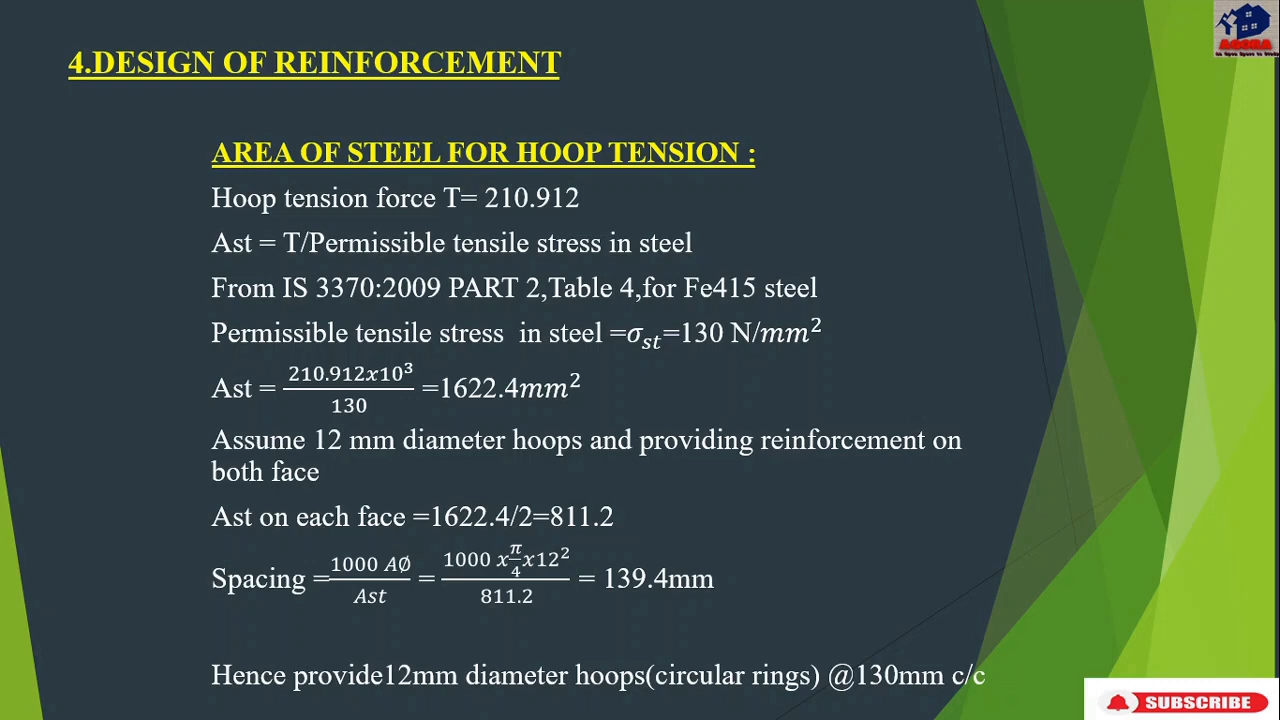 4.DESIGN OF REINFORCEMENT
AGORA
AREA OF STEEL FOR HOOP TENSION :
Hoop tension force T= 210.912
Ast = T/Permissible tensile stress in steel
From IS 3370:2009 PART 2,Table 4,for Fe415 steel
Permissible tensile stress in steel =σst=130 N/mm²
Ast = 210.912x10³/130 =1622.4mm²
Assume 12 mm diameter hoops and providing reinforcement on
both face
Ast on each face =1622.4/2=811.2
Spacing =1000 AØ/Ast = 1000 xπ/4x12²/811.2 = 139.4mm
Hence provide12mm diameter hoops(circular rings) @130mm c/c
SUBSCRIBE